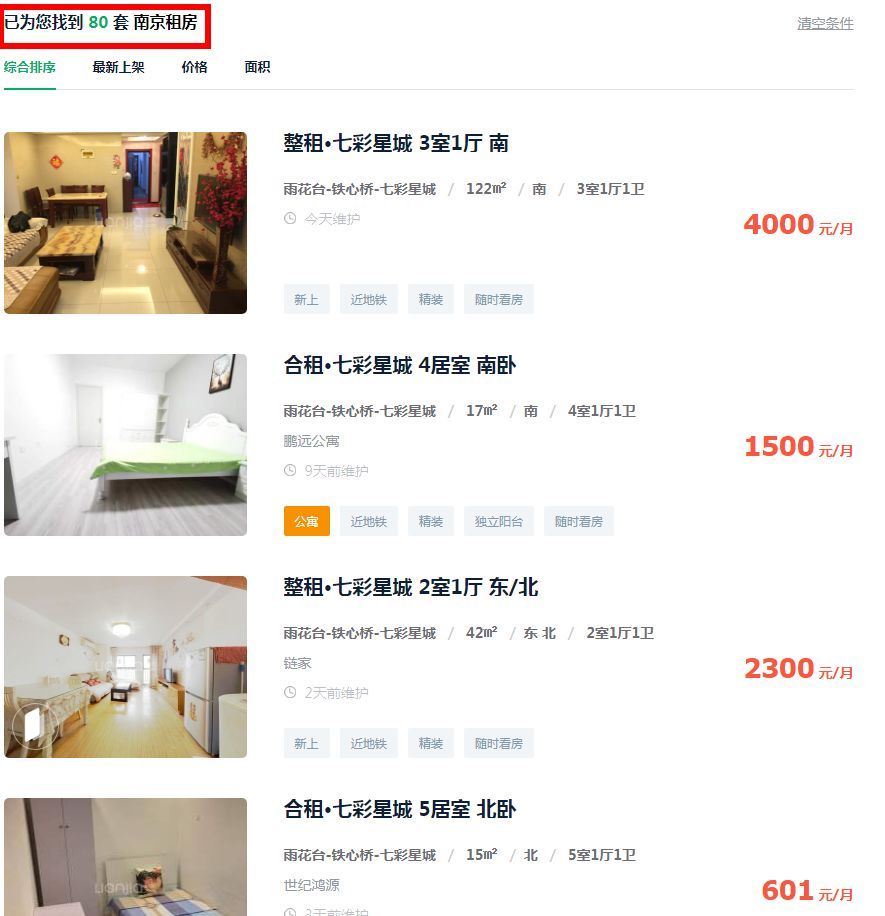 已为您找到 80 套 南京租房
清空条件
综合排序 最新上架 价格 面积
整租·七彩星城 3室1厅 南
雨花台-铁心桥-七彩星城 / 122㎡ / 南 / 3室1厅1卫
今天维护
4000 元/月
新上 近地铁 精装 随时看房
合租·七彩星城 4居室 南卧
雨花台-铁心桥-七彩星城 / 17㎡ / 南 / 4室1厅1卫
鹏远公寓
1500 元/月
9天前维护
公寓 近地铁 精装 独立阳台 随时看房
整租·七彩星城 2室1厅 东/北
雨花台-铁心桥-七彩星城 / 42㎡ / 东 北 / 2室1厅1卫
链家
2300 元/月
2天前维护
新上 近地铁 精装 随时看房
合租·七彩星城 5居室 北卧
雨花台-铁心桥-七彩星城 / 15㎡ / 北 / 5室1厅1卫
世纪鸿源
601 元/月
3天前维护
lianjia